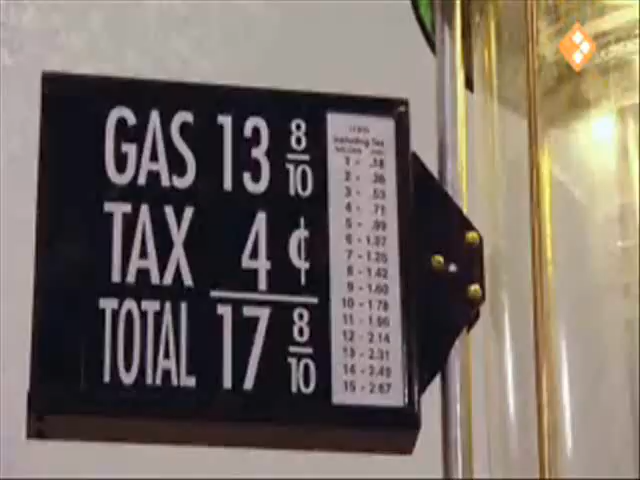 GAS 13 8/10
TAX 4 ¢
TOTAL 17 8/10
Including Tax
1 - .18
2 - .36
3 - .53
4 - .71
5 - .89
6 - 1.07
7 - 1.25
8 - 1.42
9 - 1.60
10 - 1.78
11 - 1.96
12 - 2.14
13 - 2.31
14 - 2.49
15 - 2.67